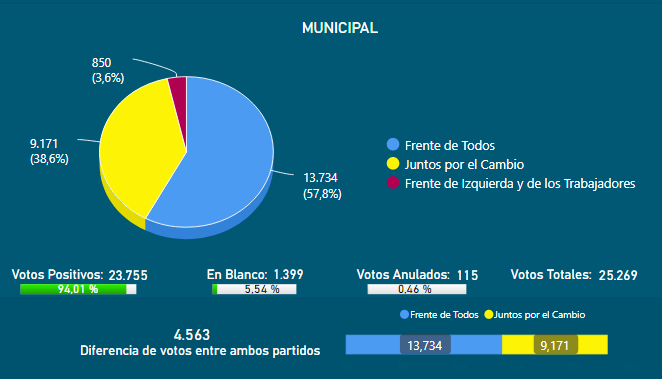 MUNICIPAL
850
(3,6%)
9.171
(38,6%)
13.734
(57,8%)
Frente de Todos
Juntos por el Cambio
Frente de Izquierda y de los Trabajadores
Votos Positivos: 23.755
94,01 %
En Blanco: 1.399
5,54 %
Votos Anulados: 115
0,46 %
Votos Totales: 25.269
4.563
Diferencia de votos entre ambos partidos
Frente de Todos Juntos por el Cambio
13,734 9,171